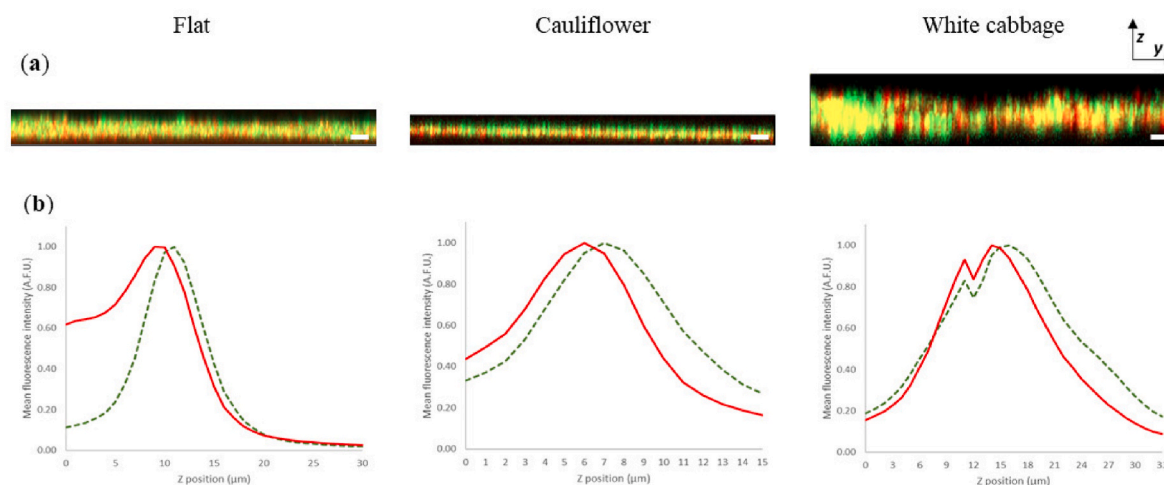 Flat
Cauliflower
White cabbage
z
y
(a)
(b)
Mean fluorescence intensity (A.F.U.)
1.00
0.80
0.60
0.40
0.20
0.00
0 5 10 15 20 25 30
Z position (μm)
Mean fluorescence intensity (A.F.U.)
1.00
0.80
0.60
0.40
0.20
0.00
0 1 2 3 4 5 6 7 8 9 10 11 12 13 14 15
Z position (μm)
Mean fluorescence intensity (A.F.U.)
1.00
0.80
0.60
0.40
0.20
0.00
0 3 6 9 12 15 18 21 24 27 30
Z position (μm)